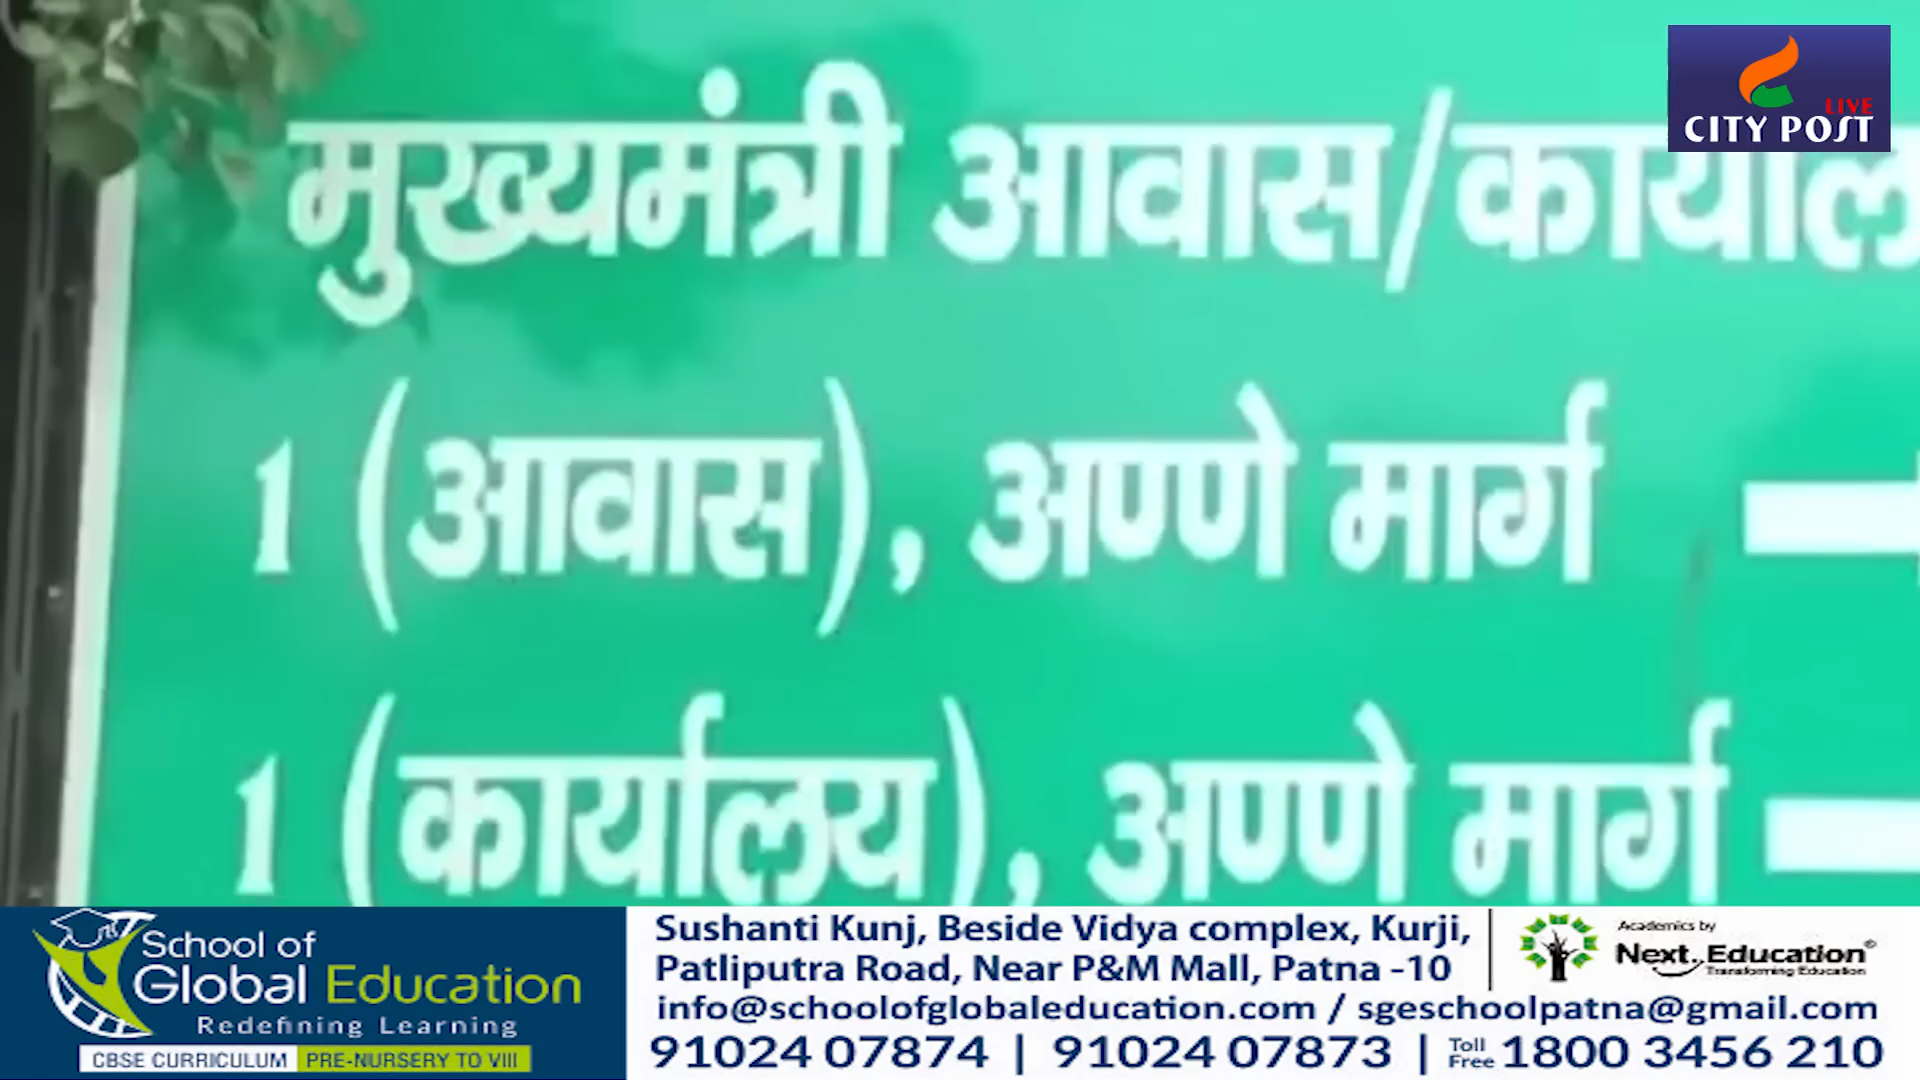 LIVE
CITY POST
मुख्यमंत्री आवास/
1 (आवास), अण्णे मार्ग
1 (कार्यालय), अण्णे मार्ग
School of
Global Education
Redefining Learning
CBSE CURRICULUM PRE-NURSERY TO VIII
Sushanti Kunj, Beside Vidya complex, Kurji,
Patliputra Road, Near P&M Mall, Patna -10
info@schoolofglobaleducation.com / sgeschoolpatna@gmail.com
91024 07874 | 91024 07873 | Toll Free 1800 3456 210
Academics by
Next Education
Transforming Education